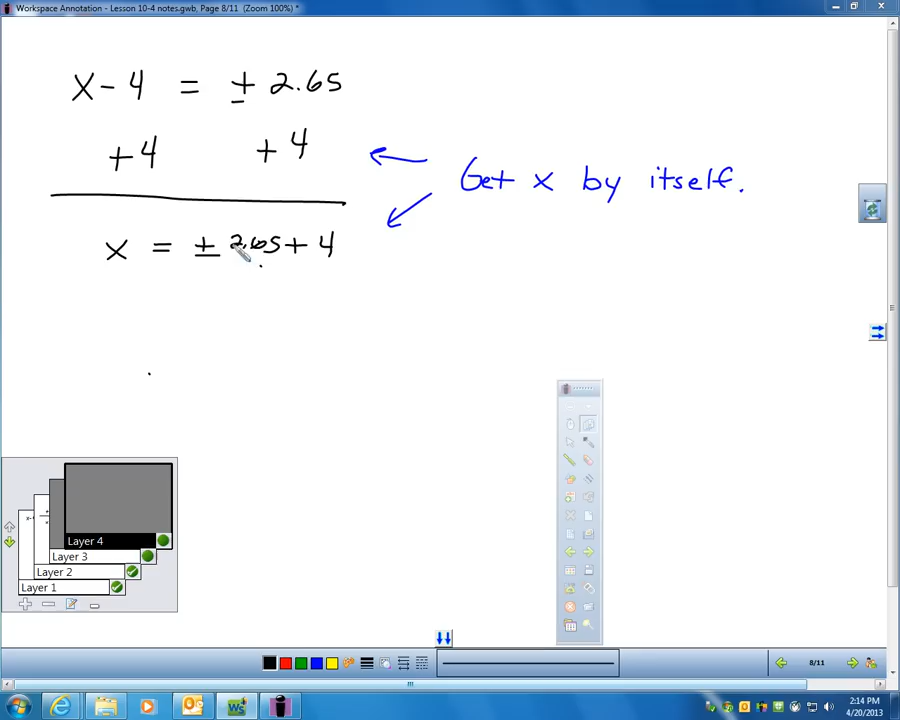 Workspace Annotation - Lesson 10-4 notes.gwb, Page 8/11 (Zoom 100%) *
x - 4 = ± 2.65
+4 +4
Get x by itself.
x = ± 2.65 + 4
Layer 4
Layer 3
Layer 2
Layer 1
8/11
2:14 PM
4/20/2013